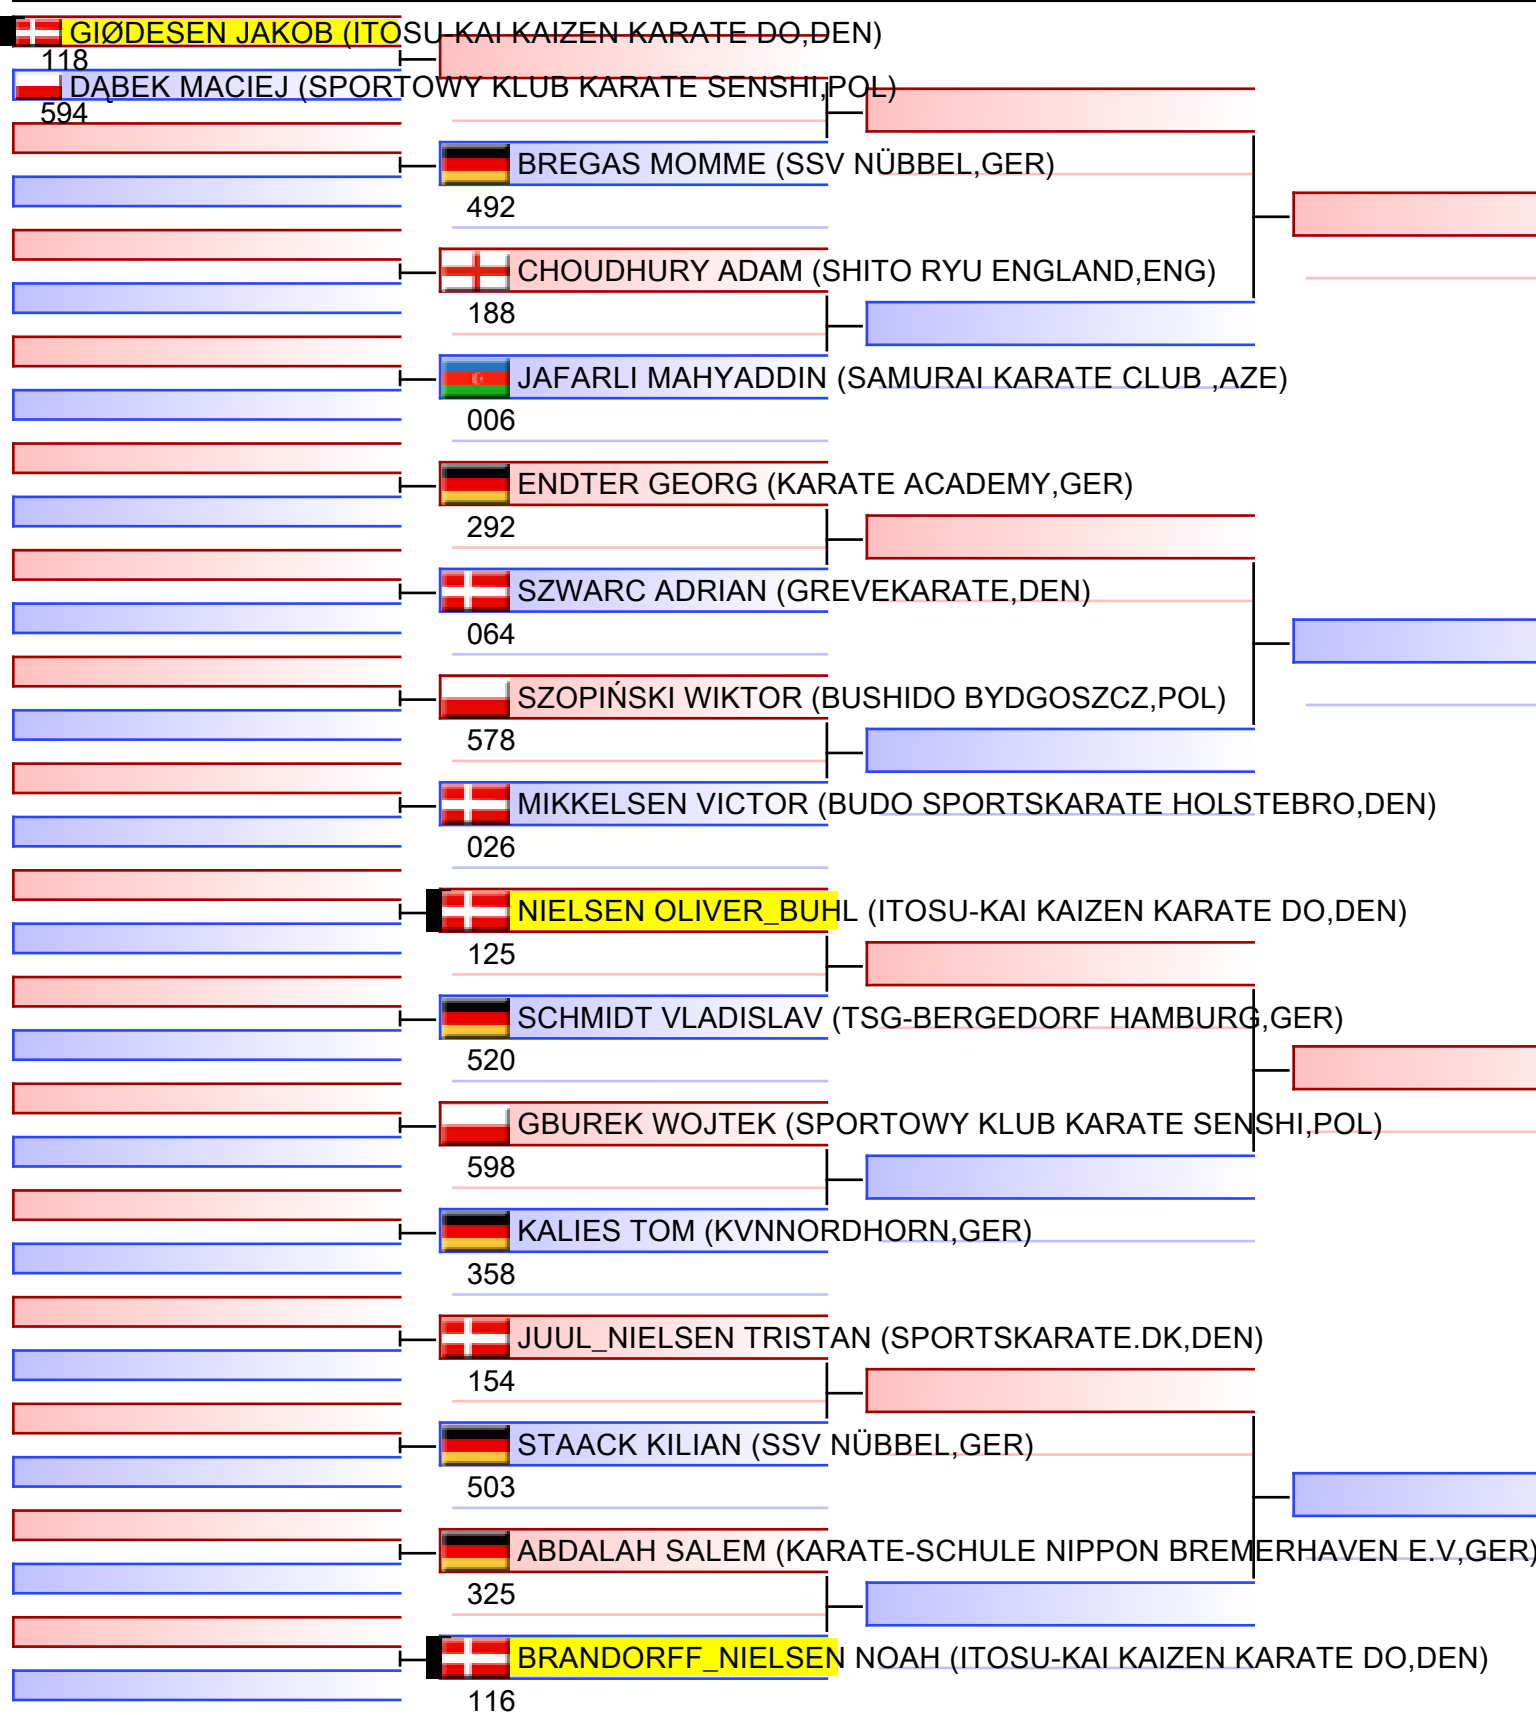 GIØDESEN JAKOB (ITOSU-KAI KAIZEN KARATE DO,DEN)
118
DĄBEK MACIEJ (SPORTOWY KLUB KARATE SENSHI,POL)
594
BREGAS MOMME (SSV NÜBBEL,GER)
492
CHOUDHURY ADAM (SHITO RYU ENGLAND,ENG)
188
JAFARLI MAHYADDIN (SAMURAI KARATE CLUB ,AZE)
006
ENDTER GEORG (KARATE ACADEMY,GER)
292
SZWARC ADRIAN (GREVEKARATE,DEN)
064
SZOPIŃSKI WIKTOR (BUSHIDO BYDGOSZCZ,POL)
578
MIKKELSEN VICTOR (BUDO SPORTSKARATE HOLSTEBRO,DEN)
026
NIELSEN OLIVER_BUHL (ITOSU-KAI KAIZEN KARATE DO,DEN)
125
SCHMIDT VLADISLAV (TSG-BERGEDORF HAMBURG,GER)
520
GBUREK WOJTEK (SPORTOWY KLUB KARATE SENSHI,POL)
598
KALIES TOM (KVNNORDHORN,GER)
358
JUUL_NIELSEN TRISTAN (SPORTSKARATE.DK,DEN)
154
STAACK KILIAN (SSV NÜBBEL,GER)
503
ABDALAH SALEM (KARATE-SCHULE NIPPON BREMERHAVEN E.V,GER)
325
BRANDORFF_NIELSEN NOAH (ITOSU-KAI KAIZEN KARATE DO,DEN)
116